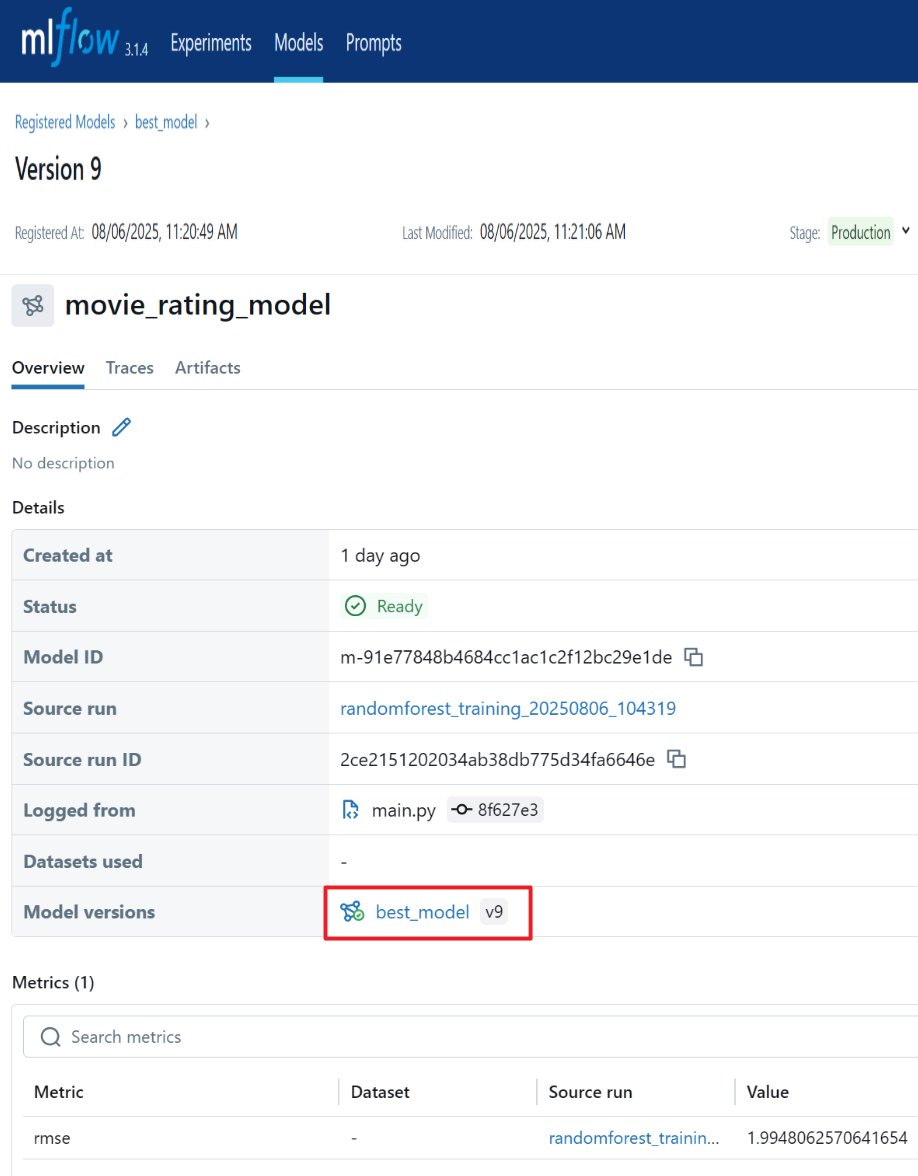 mlflow 3.1.4 Experiments Models Prompts
Registered Models › best_model ›
Version 9
Registered At: 08/06/2025, 11:20:49 AM Last Modified: 08/06/2025, 11:21:06 AM Stage: Production
movie_rating_model
Overview Traces Artifacts
Description
No description
Details
Created at 1 day ago
Status Ready
Model ID m-91e77848b4684cc1ac1c2f12bc29e1de
Source run randomforest_training_20250806_104319
Source run ID 2ce2151202034ab38db775d34fa6646e
Logged from main.py 8f627e3
Datasets used -
Model versions best_model v9
Metrics (1)
Search metrics
Metric Dataset Source run Value
rmse - randomforest_trainin... 1.9948062570641654